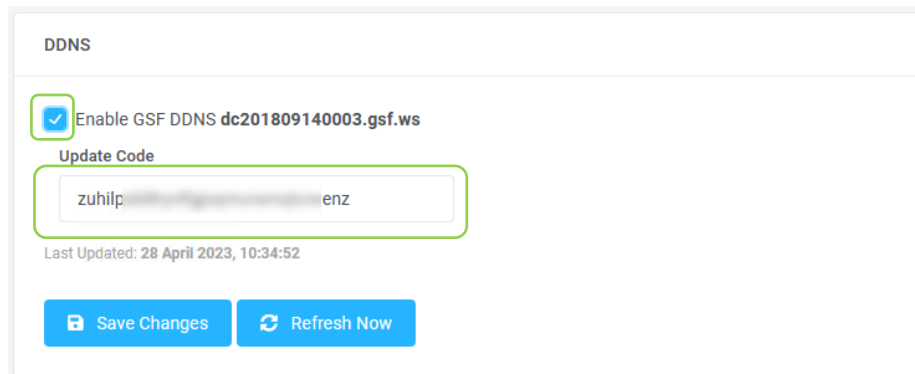 DDNS
Enable GSF DDNS dc201809140003.gsf.ws
Update Code
zuhilp enz
Last Updated: 28 April 2023, 10:34:52
Save Changes Refresh Now